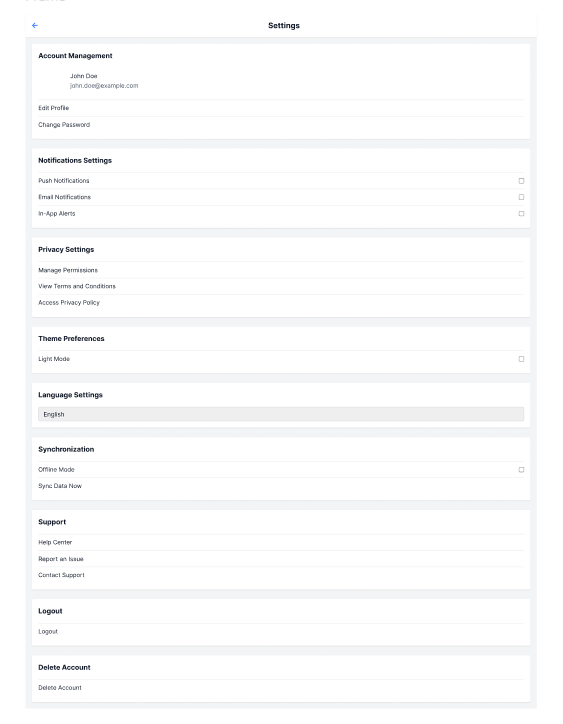 Settings
Account Management
John Doe
john.doe@example.com
Edit Profile
Change Password
Notifications Settings
Push Notifications
Email Notifications
In-App Alerts
Privacy Settings
Manage Permissions
View Terms and Conditions
Access Privacy Policy
Theme Preferences
Light Mode
Language Settings
English
Synchronization
Offline Mode
Sync Data Now
Support
Help Center
Report an Issue
Contact Support
Logout
Logout
Delete Account
Delete Account